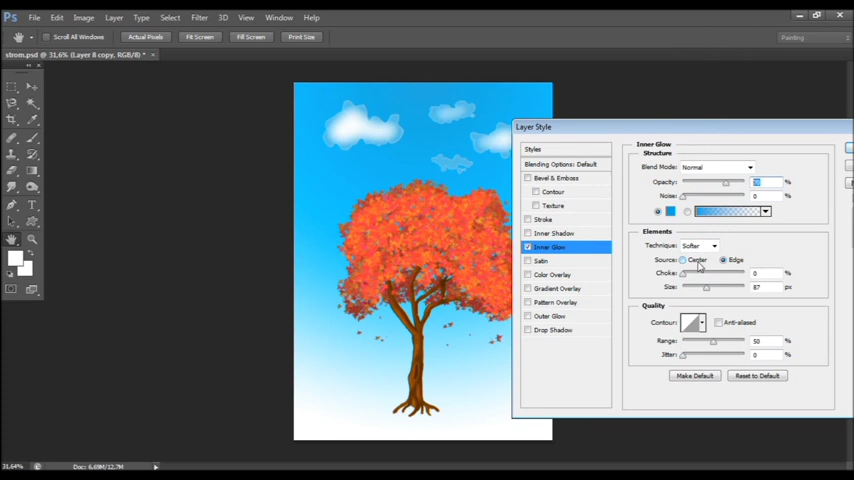 Ps File Edit Image Layer Type Select Filter 3D View Window Help
Scroll All Windows Actual Pixels Fit Screen Fill Screen Print Size Painting
strom.psd @ 31,6% (Layer 8 copy, RGB/8) * ×
Layer Style
Styles
Blending Options: Default
Bevel & Emboss
Contour
Texture
Stroke
Inner Shadow
Inner Glow
Satin
Color Overlay
Gradient Overlay
Pattern Overlay
Outer Glow
Drop Shadow
Inner Glow
Structure
Blend Mode: Normal
Opacity: 70 %
Noise: 0 %
Elements
Technique: Softer
Source: Center Edge
Choke: 0 %
Size: 87 px
Quality
Contour: Anti-aliased
Range: 50 %
Jitter: 0 %
Make Default Reset to Default
31.64% Doc: 6,69M/12,7M